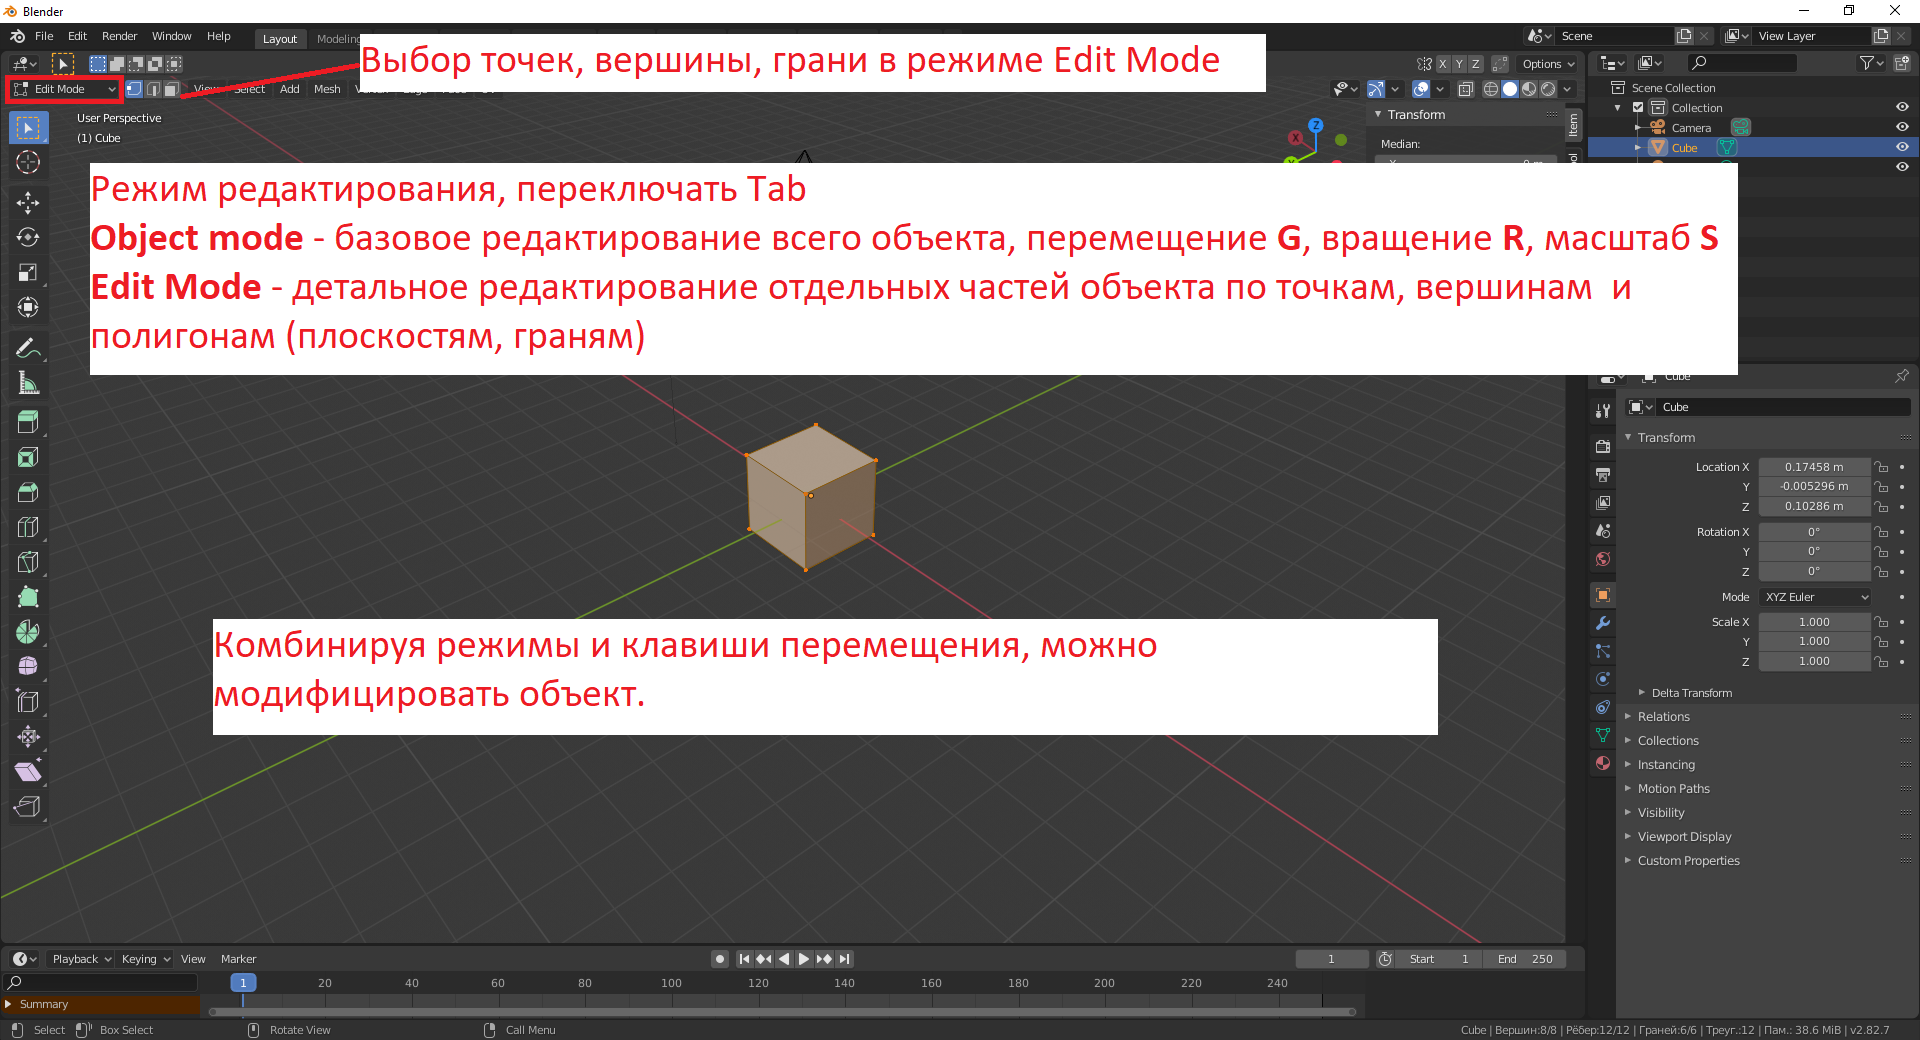 Blender
File Edit Render Window Help Layout Modeling
Scene View Layer
Выбор точек, вершины, грани в режиме Edit Mode
X Y Z Options
Edit Mode View Select Add Mesh
User Perspective
(1) Cube
Z
X
Y
Transform
Median:
Item
Scene Collection
Collection
Camera
Cube
Режим редактирования, переключать Tab
Object mode - базовое редактирование всего объекта, перемещение G, вращение R, масштаб S
Edit Mode - детальное редактирование отдельных частей объекта по точкам, вершинам и
полигонам (плоскостям, граням)
Cube
Cube
Transform
Location X 0.17458 m
Y -0.005296 m
Z 0.10286 m
Rotation X 0°
Y 0°
Z 0°
Mode XYZ Euler
Scale X 1.000
Y 1.000
Z 1.000
Delta Transform
Relations
Collections
Instancing
Motion Paths
Visibility
Viewport Display
Custom Properties
Комбинируя режимы и клавиши перемещения, можно
модифицировать объект.
Playback Keying View Marker 1 Start 1 End 250
1 20 40 60 80 100 120 140 160 180 200 220 240
Summary
Select Box Select Rotate View Call Menu
Cube | Вершин:8/8 | Рёбер:12/12 | Граней:6/6 | Треуг.:12 | Пам.: 38.6 MiB | v2.82.7